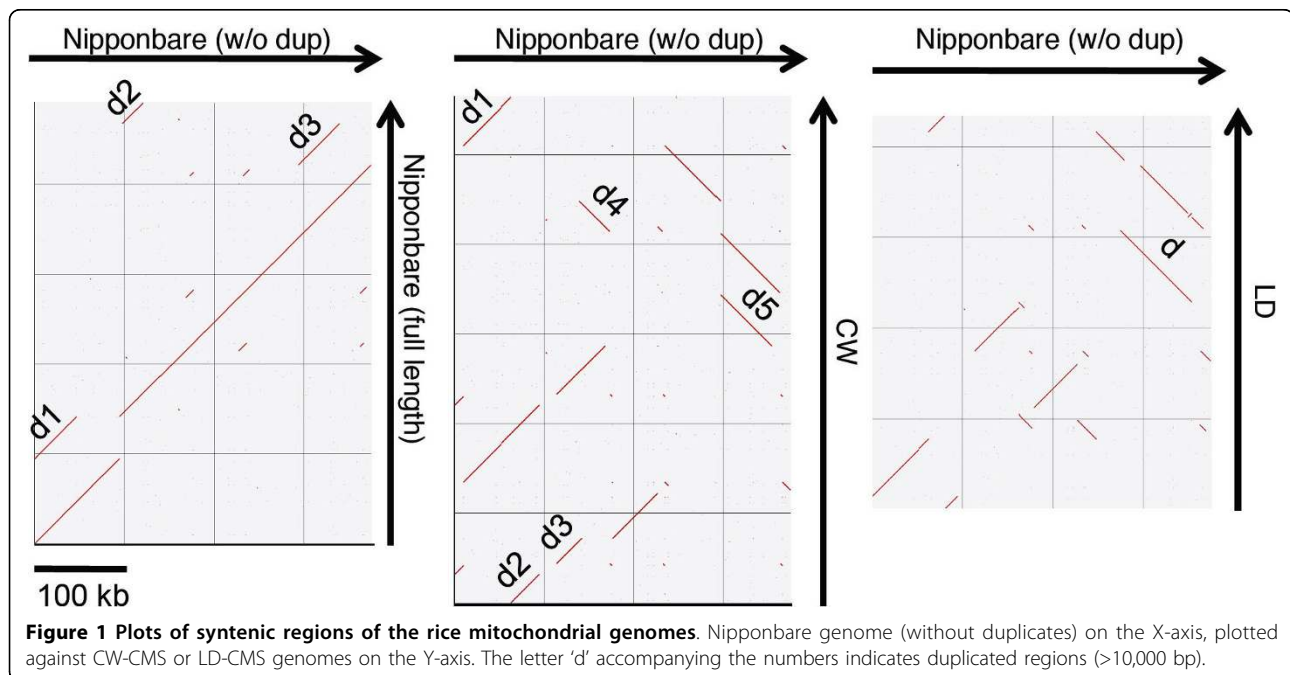 Nipponbare (w/o dup)
d2
d3
d1
Nipponbare (full length)
100 kb
Nipponbare (w/o dup)
d1
d4
d5
d3
d2
CW
Nipponbare (w/o dup)
d
LD
Figure 1 Plots of syntenic regions of the rice mitochondrial genomes. Nipponbare genome (without duplicates) on the X-axis, plotted
against CW-CMS or LD-CMS genomes on the Y-axis. The letter ‘d’ accompanying the numbers indicates duplicated regions (>10,000 bp).